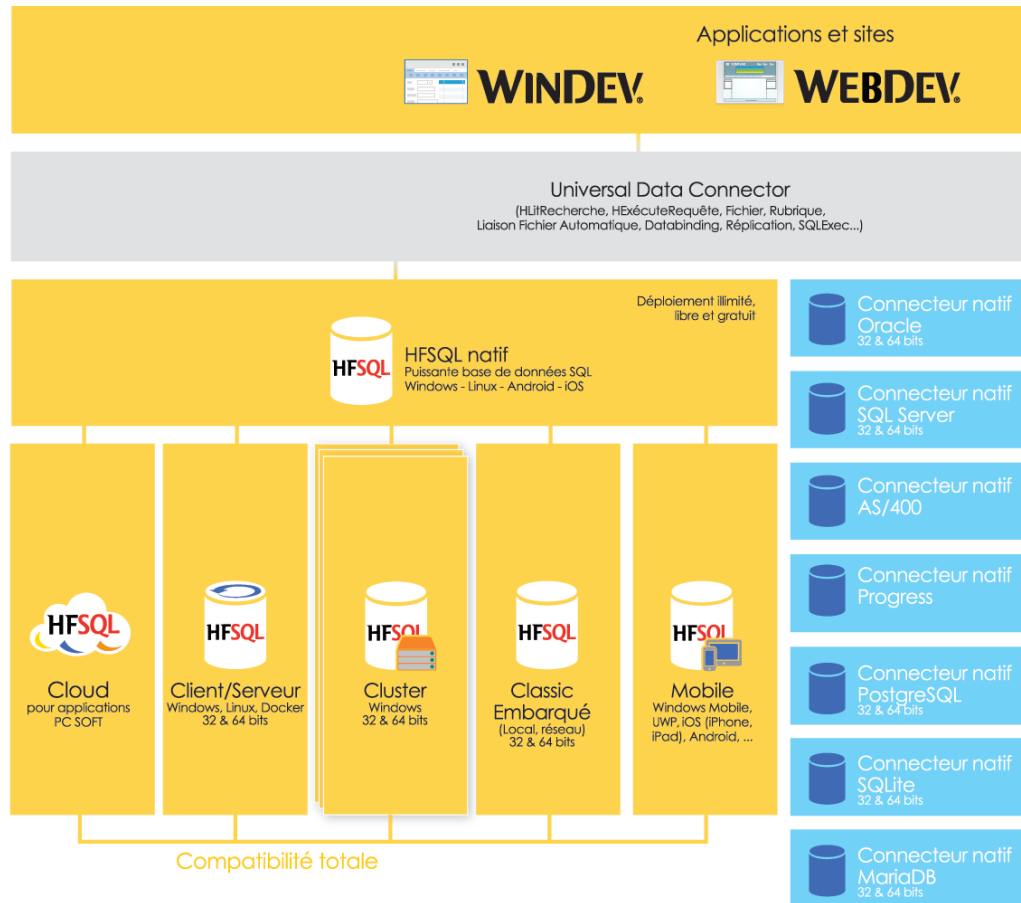 Applications et sites
WINDEV®
WEBDEV®
Universal Data Connector
(HLitRecherche, HExécuteRequête, Fichier, Rubrique,
Liaison Fichier Automatique, Databinding, Réplication, SQLExec...)
Déploiement illimité,
libre et gratuit
HFSQL
HFSQL natif
Puissante base de données SQL
Windows - Linux - Android - iOS
HFSQL
Cloud
pour applications
PC SOFT
HFSQL
Client/Serveur
Windows, Linux, Docker
32 & 64 bits
HFSQL
Cluster
Windows
32 & 64 bits
HFSQL
Classic
Embarqué
(Local, réseau)
32 & 64 bits
HFSQL
Mobile
Windows Mobile,
UWP, iOS (iPhone,
iPad), Android, ...
Compatibilité totale
Connecteur natif
Oracle
32 & 64 bits
Connecteur natif
SQL Server
32 & 64 bits
Connecteur natif
AS/400
Connecteur natif
Progress
Connecteur natif
PostgreSQL
32 & 64 bits
Connecteur natif
SQLite
32 & 64 bits
Connecteur natif
MariaDB
32 & 64 bits